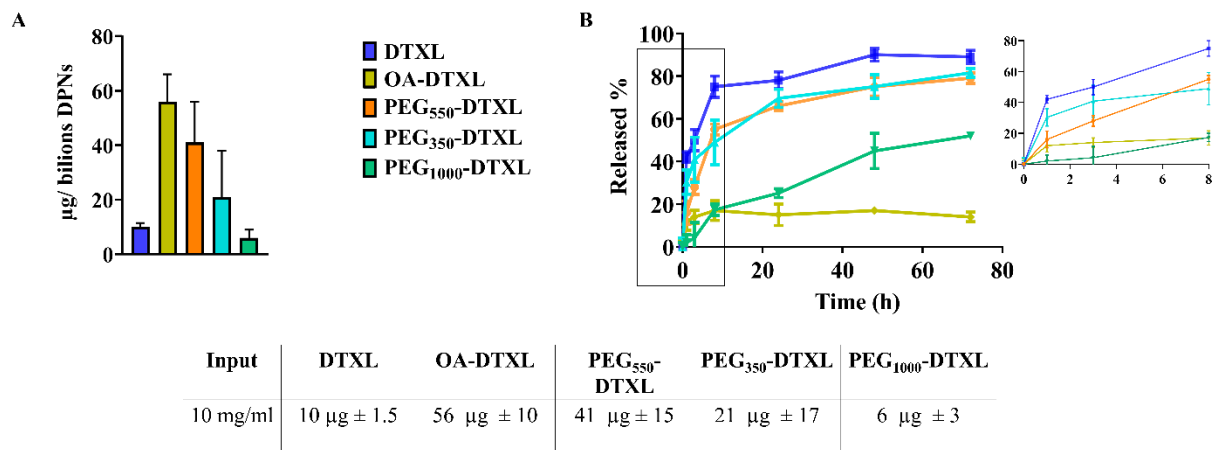 A
80
60
40
20
0
µg/ billions DPNs
DTXL
OA-DTXL
PEG₅₅₀-DTXL
PEG₃₅₀-DTXL
PEG₁₀₀₀-DTXL
B
100
80
60
40
20
0
Released %
0 20 40 60 80
Time (h)
80
60
40
20
0
0 1 3 6 8
Input DTXL OA-DTXL PEG₅₅₀- PEG₃₅₀-DTXL PEG₁₀₀₀-DTXL
DTXL
10 mg/ml 10 µg ± 1.5 56 µg ± 10 41 µg ± 15 21 µg ± 17 6 µg ± 3